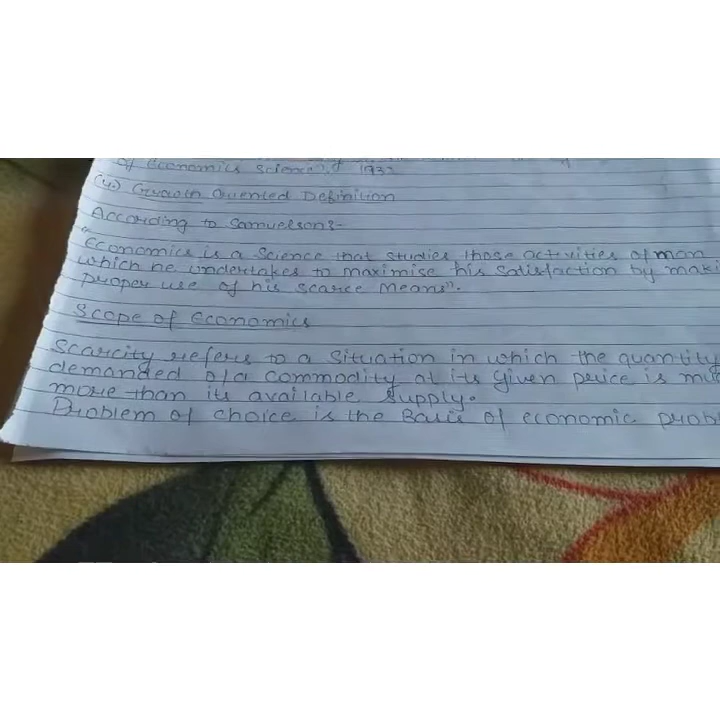 of Economics Science". 1932
(4.) Growth Oriented Definition
According to Samuelson:-
"Economics is a Science that studies those activities of man
which he undertakes to maximise his Satisfaction by maki
proper use of his scarce Means".
Scope of Economics
Scarcity refers to a Situation in which the quantity
demanded of a commodity at its given price is mu
more than its available Supply.
Problem of choice is the Basis of economic prob